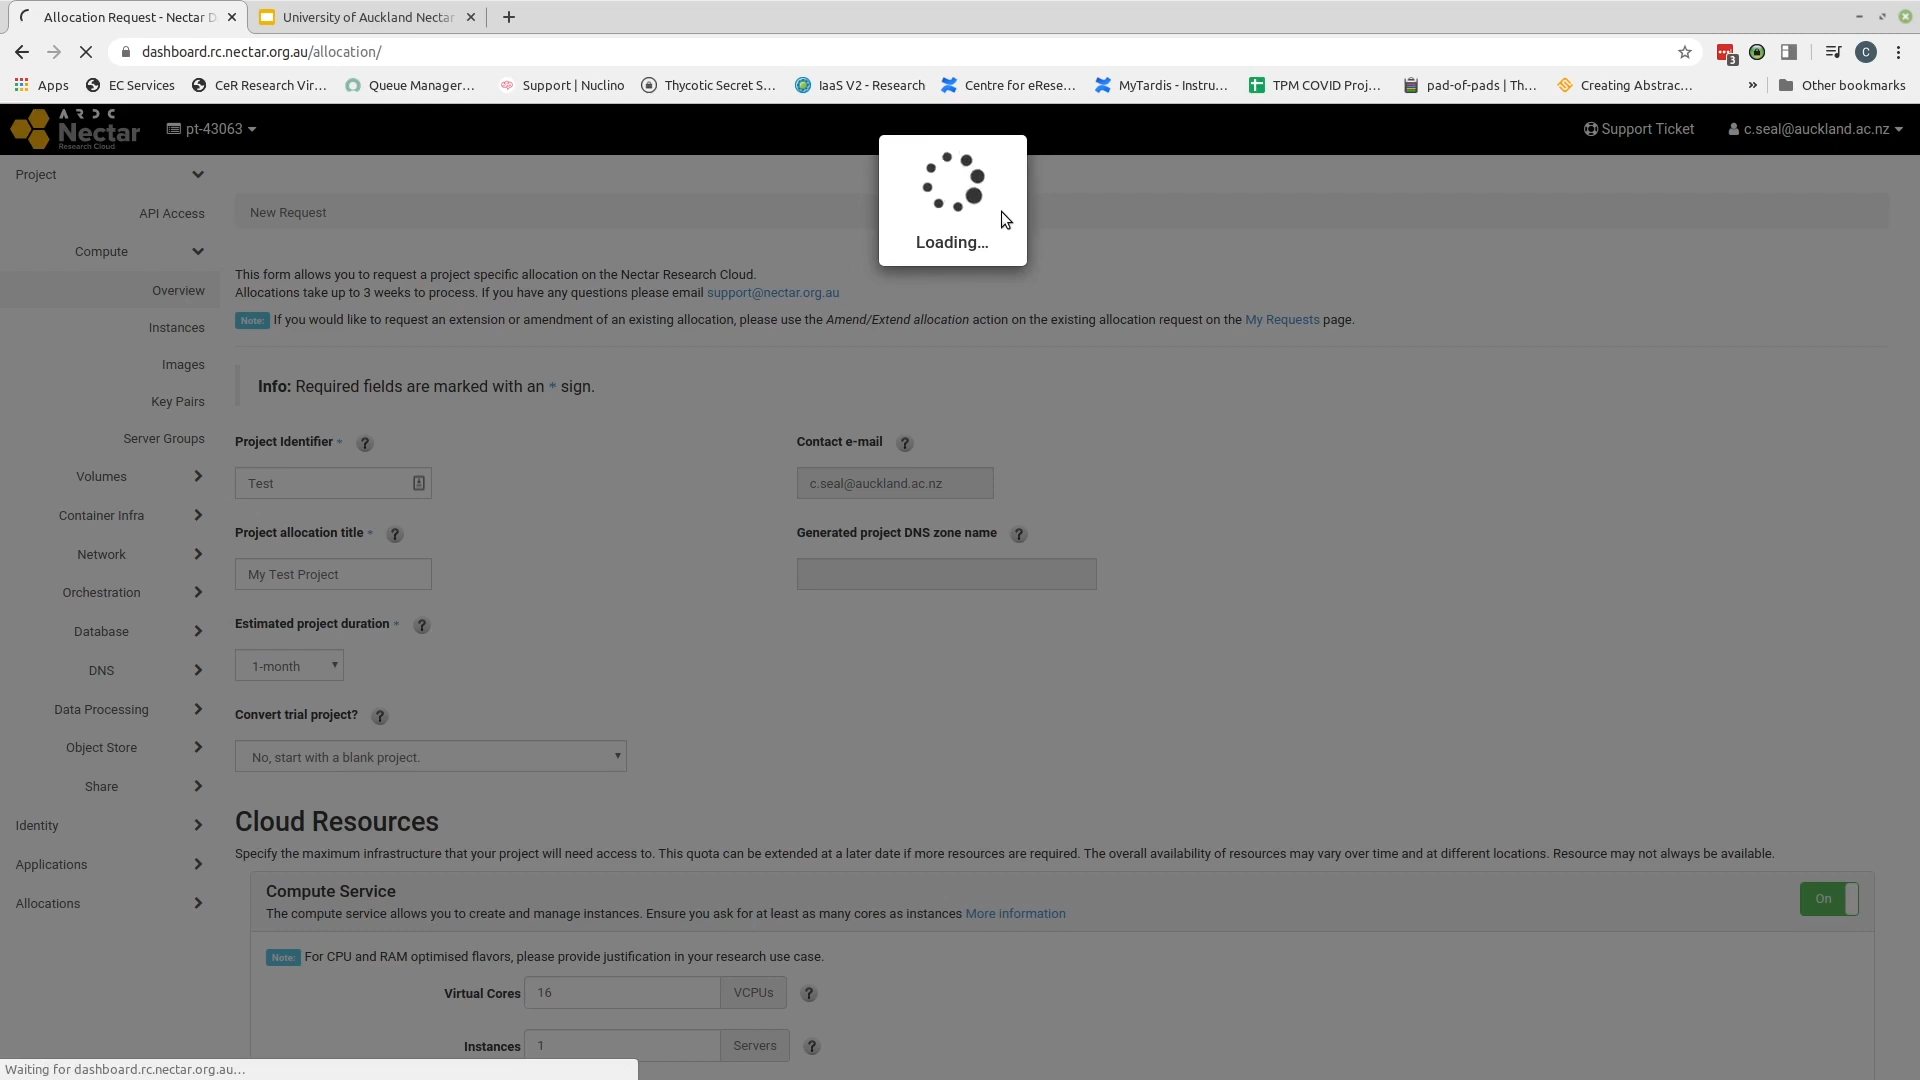 Allocation Request - Nectar D
University of Auckland Nectar
dashboard.rc.nectar.org.au/allocation/
3
C
Apps
EC Services
CeR Research Vir...
Queue Manager...
Support | Nuclino
Thycotic Secret S...
IaaS V2 - Research
Centre for eRese...
MyTardis - Instru...
TPM COVID Proj...
pad-of-pads | Th...
Creating Abstrac...
»
Other bookmarks
ARDC
Nectar
Research Cloud
pt-43063
Support Ticket
c.seal@auckland.ac.nz
Loading...
Project
API Access
Compute
Overview
Instances
Images
Key Pairs
Server Groups
Volumes
Container Infra
Network
Orchestration
Database
DNS
Data Processing
Object Store
Share
Identity
Applications
Allocations
New Request
This form allows you to request a project specific allocation on the Nectar Research Cloud.
Allocations take up to 3 weeks to process. If you have any questions please email support@nectar.org.au
Note: If you would like to request an extension or amendment of an existing allocation, please use the Amend/Extend allocation action on the existing allocation request on the My Requests page.
Info: Required fields are marked with an * sign.
Project Identifier * ?
Contact e-mail ?
Test
c.seal@auckland.ac.nz
Project allocation title * ?
Generated project DNS zone name ?
My Test Project
Estimated project duration * ?
1-month
Convert trial project? ?
No, start with a blank project.
Cloud Resources
Specify the maximum infrastructure that your project will need access to. This quota can be extended at a later date if more resources are required. The overall availability of resources may vary over time and at different locations. Resource may not always be available.
Compute Service
The compute service allows you to create and manage instances. Ensure you ask for at least as many cores as instances More information
On
Note: For CPU and RAM optimised flavors, please provide justification in your research use case.
Virtual Cores 16 VCPUs ?
Instances 1 Servers ?
Waiting for dashboard.rc.nectar.org.au...